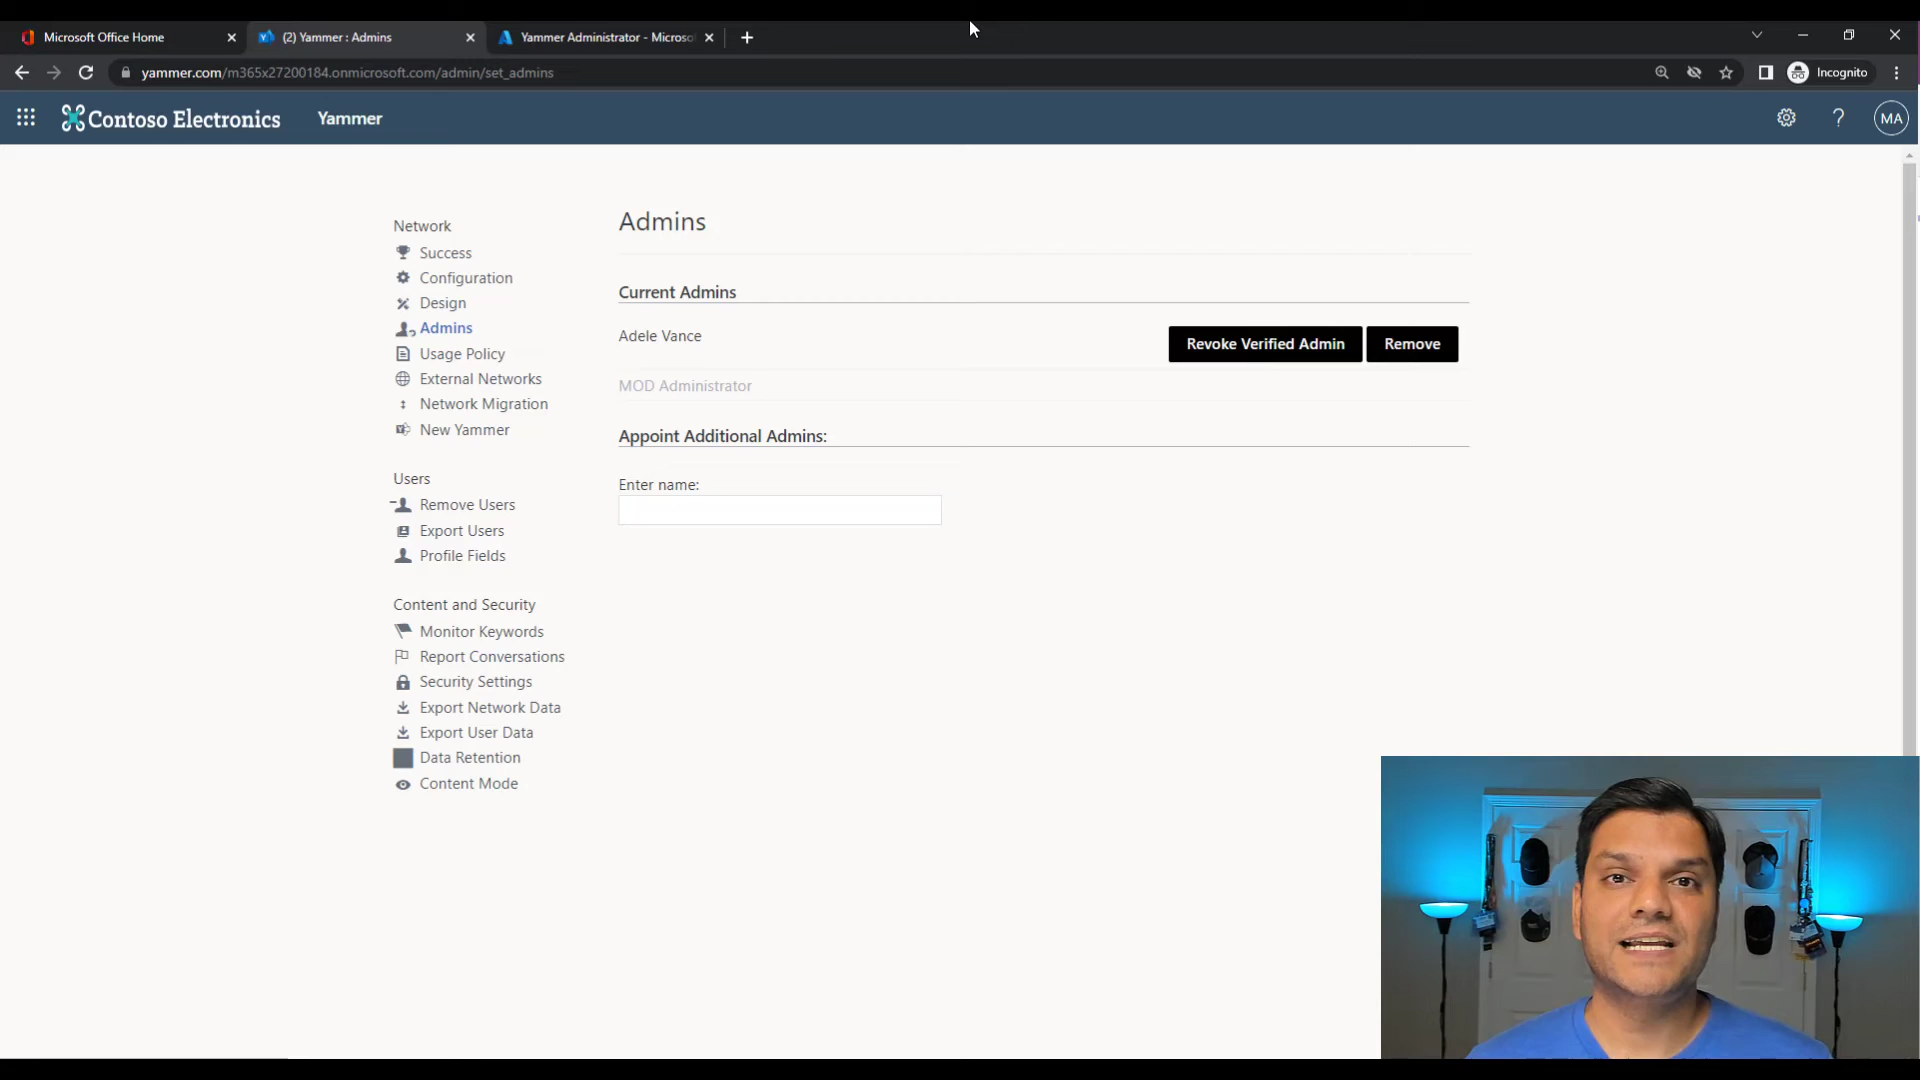 Microsoft Office Home
(2) Yammer : Admins
Yammer Administrator - Microso
yammer.com/m365x27200184.onmicrosoft.com/admin/set_admins
Incognito
Contoso Electronics
Yammer
?
MA
Network
Success
Configuration
Design
Admins
Usage Policy
External Networks
Network Migration
New Yammer
Users
Remove Users
Export Users
Profile Fields
Content and Security
Monitor Keywords
Report Conversations
Security Settings
Export Network Data
Export User Data
Data Retention
Content Mode
Admins
Current Admins
Adele Vance
Revoke Verified Admin
Remove
MOD Administrator
Appoint Additional Admins:
Enter name: